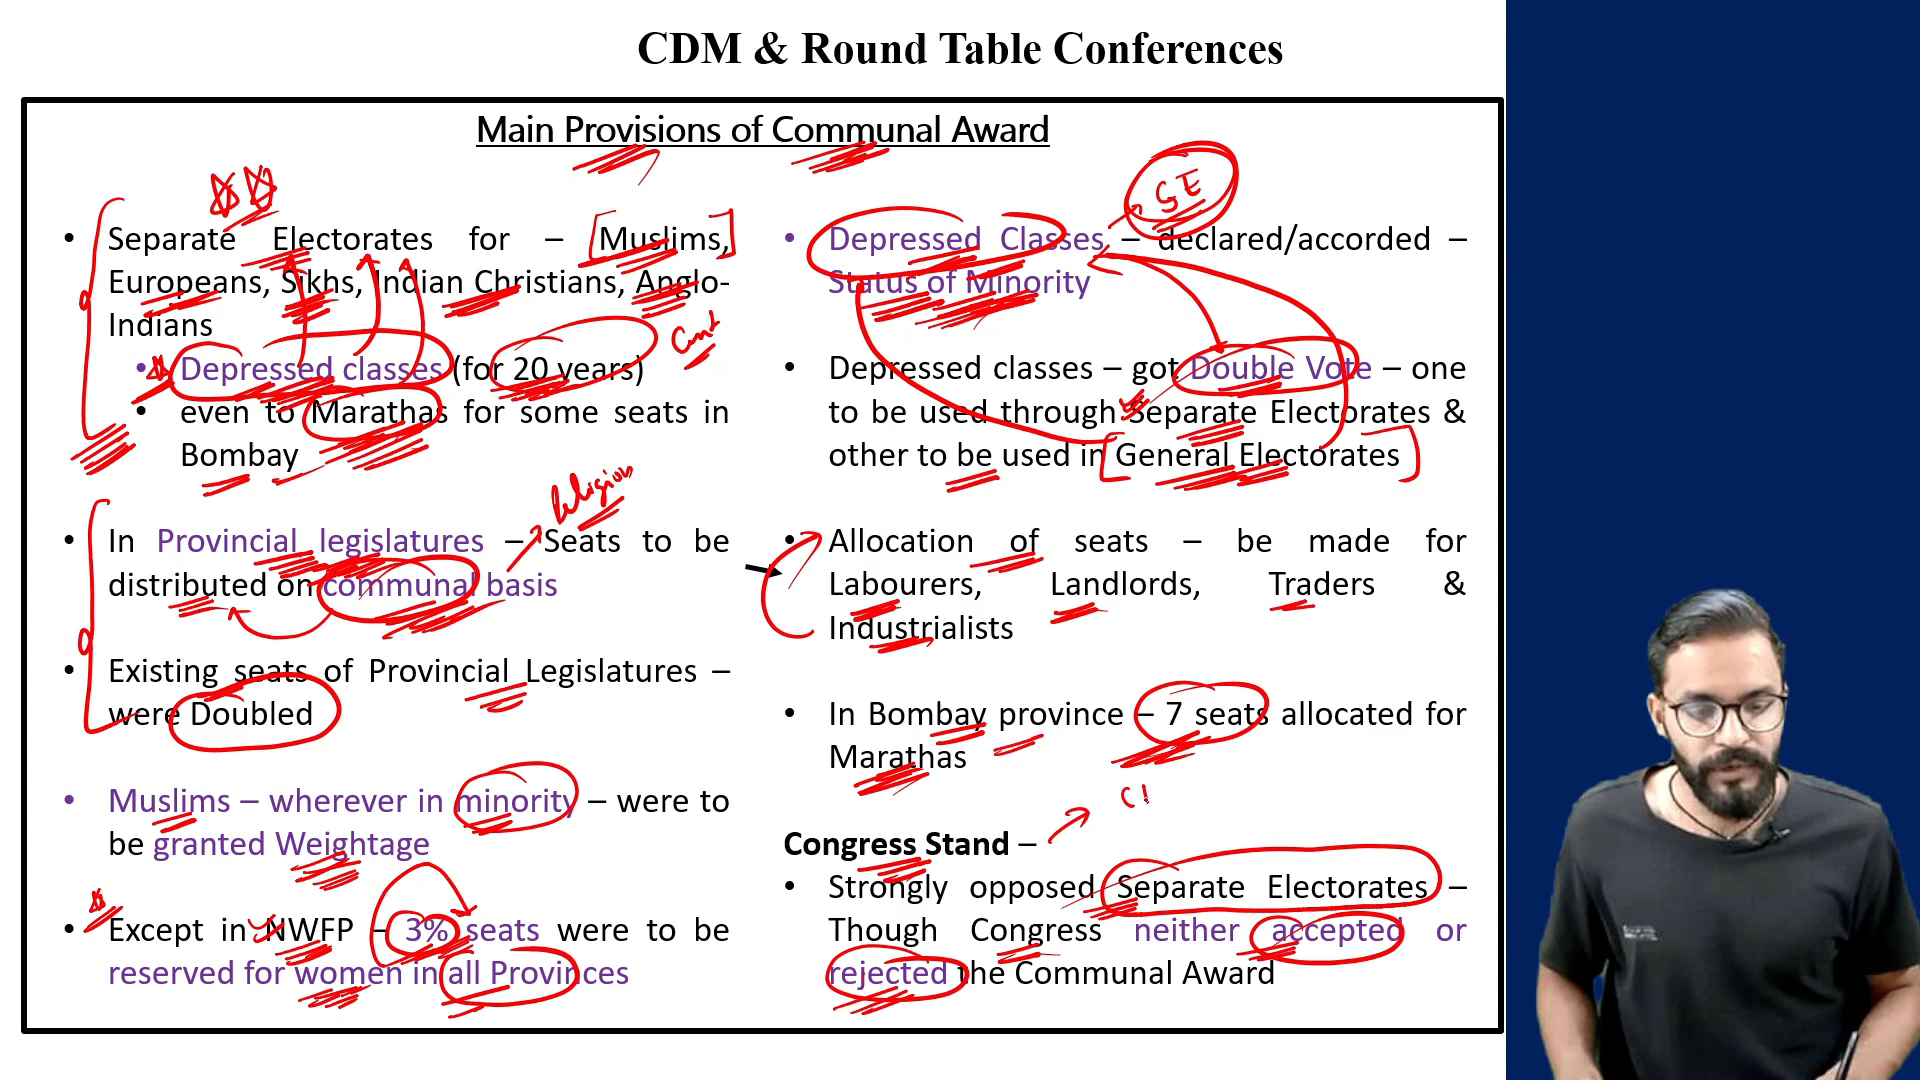 CDM & Round Table Conferences
Main Provisions of Communal Award
• Separate Electorates for – Muslims,
Europeans, Sikhs, Indian Christians, Anglo-
Indians
• Depressed classes (for 20 years)
• even to Marathas for some seats in
Bombay
Religion
• In Provincial legislatures – Seats to be
distributed on communal basis
• Existing seats of Provincial Legislatures –
were Doubled
• Muslims – wherever in minority – were to
be granted Weightage
• Except in NWFP – 3% seats were to be
reserved for women in all Provinces
GE
• Depressed Classes – declared/accorded –
Status of Minority
• Depressed classes – got Double Vote – one
to be used through Separate Electorates &
other to be used in General Electorates
• Allocation of seats – be made for
Labourers, Landlords, Traders &
Industrialists
• In Bombay province – 7 seats allocated for
Marathas
Congress Stand –
• Strongly opposed Separate Electorates –
Though Congress neither accepted or
rejected the Communal Award